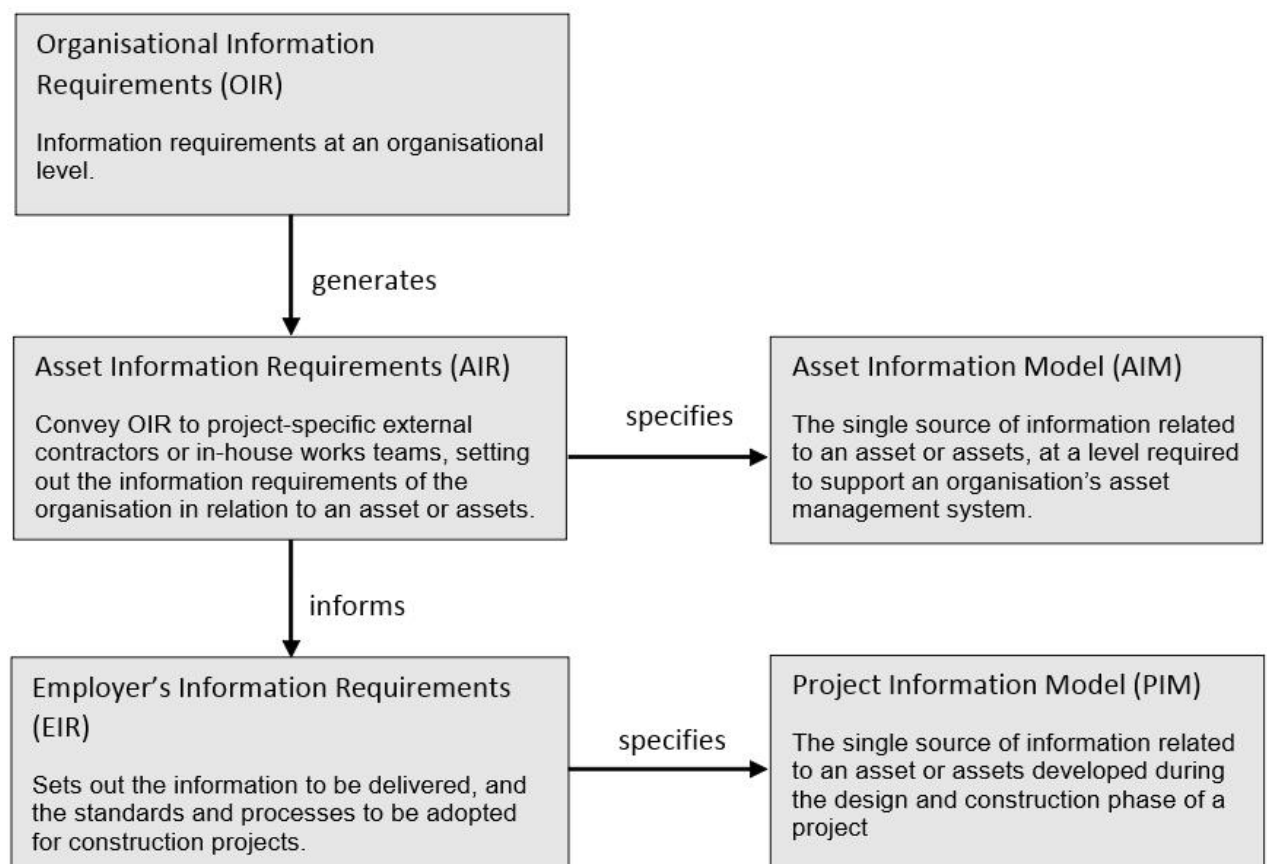 Organisational Information
Requirements (OIR)
Information requirements at an organisational
level.
generates
Asset Information Requirements (AIR)
Convey OIR to project-specific external
contractors or in-house works teams, setting
out the information requirements of the
organisation in relation to an asset or assets.
specifies
Asset Information Model (AIM)
The single source of information related
to an asset or assets, at a level required
to support an organisation’s asset
management system.
informs
Employer’s Information Requirements
(EIR)
Sets out the information to be delivered, and
the standards and processes to be adopted
for construction projects.
specifies
Project Information Model (PIM)
The single source of information related
to an asset or assets developed during
the design and construction phase of a
project